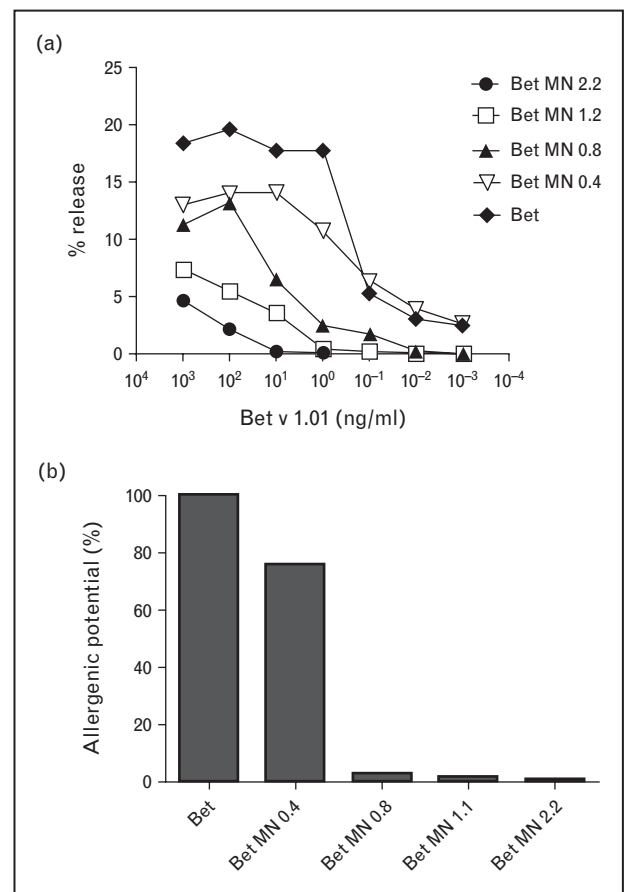 (a)
25
20
15
10
5
0
% release
10⁴ 10³ 10² 10¹ 10⁰ 10⁻¹ 10⁻² 10⁻³ 10⁻⁴
Bet v 1.01 (ng/ml)
Bet MN 2.2
Bet MN 1.2
Bet MN 0.8
Bet MN 0.4
Bet
(b)
100
80
60
40
20
0
Allergenic potential (%)
Bet
Bet MN 0.4
Bet MN 0.8
Bet MN 1.1
Bet MN 2.2